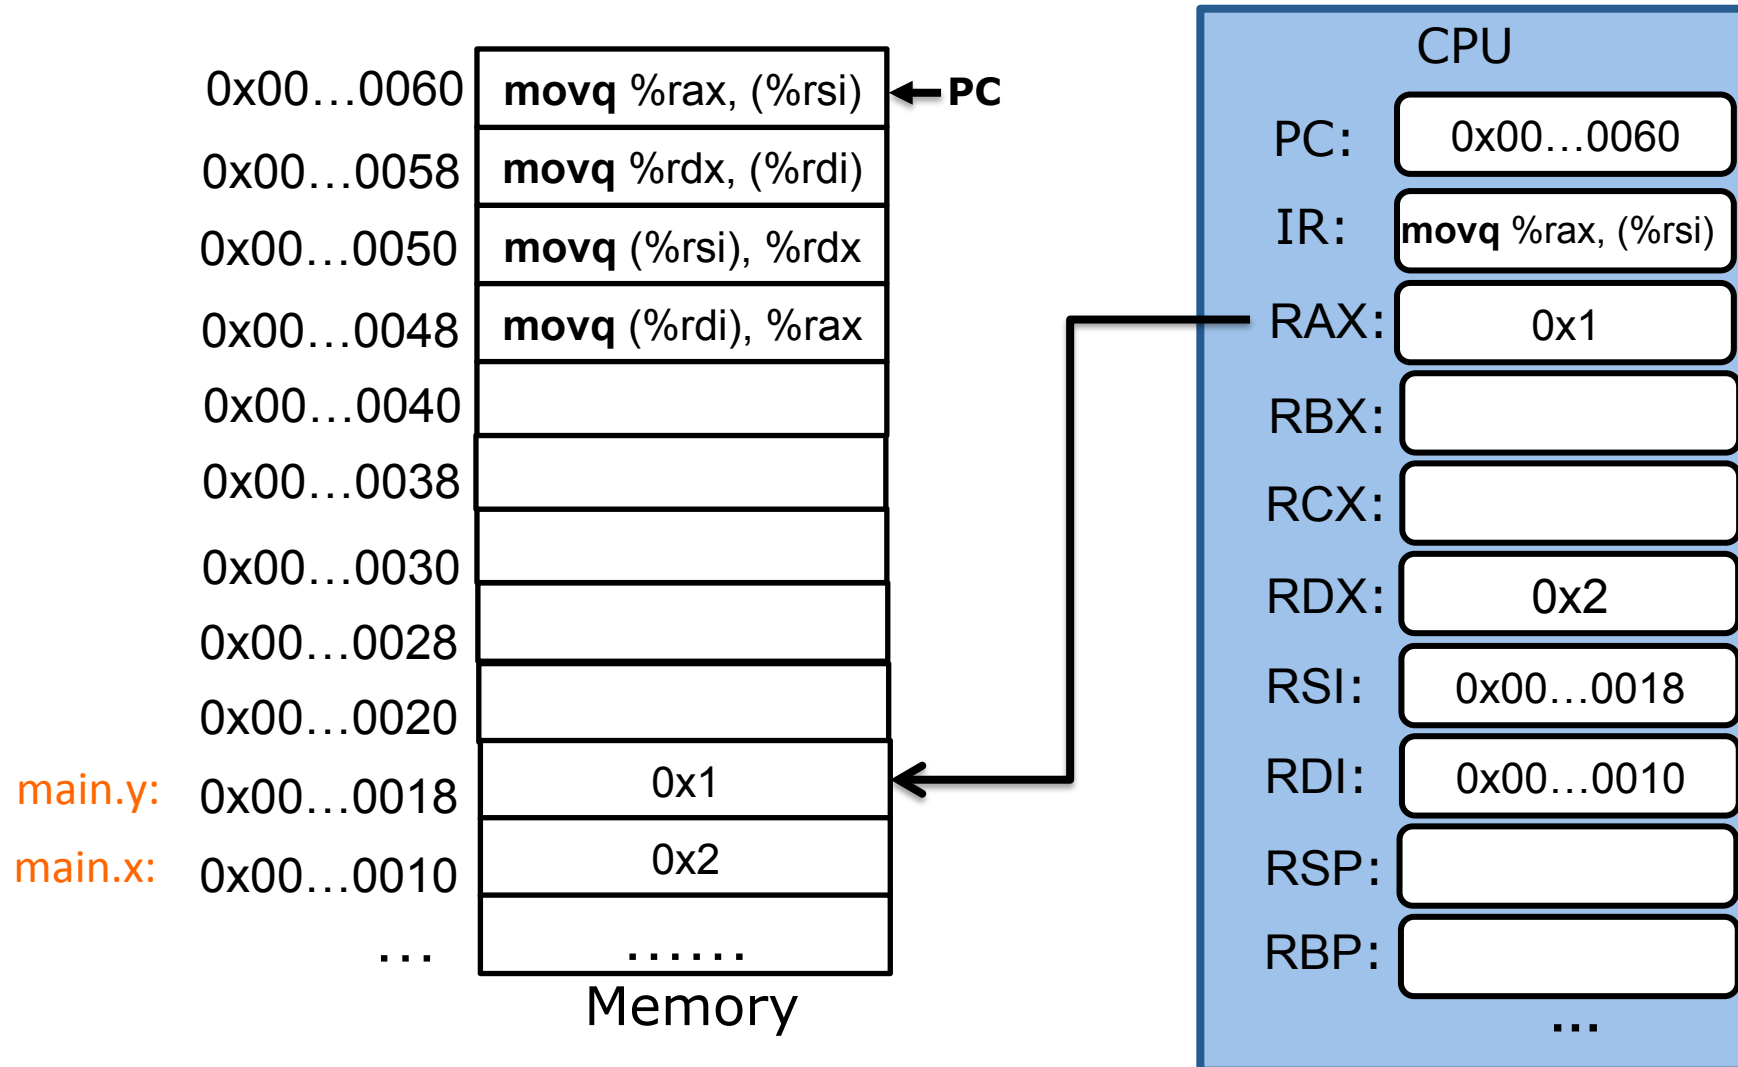 0x00…0060 movq %rax, (%rsi) PC
0x00…0058 movq %rdx, (%rdi)
0x00…0050 movq (%rsi), %rdx
0x00…0048 movq (%rdi), %rax
0x00…0040
0x00…0038
0x00…0030
0x00…0028
0x00…0020
main.y: 0x00…0018 0x1
main.x: 0x00…0010 0x2
… ......
Memory
CPU
PC: 0x00…0060
IR: movq %rax, (%rsi)
RAX: 0x1
RBX:
RCX:
RDX: 0x2
RSI: 0x00…0018
RDI: 0x00…0010
RSP:
RBP:
…